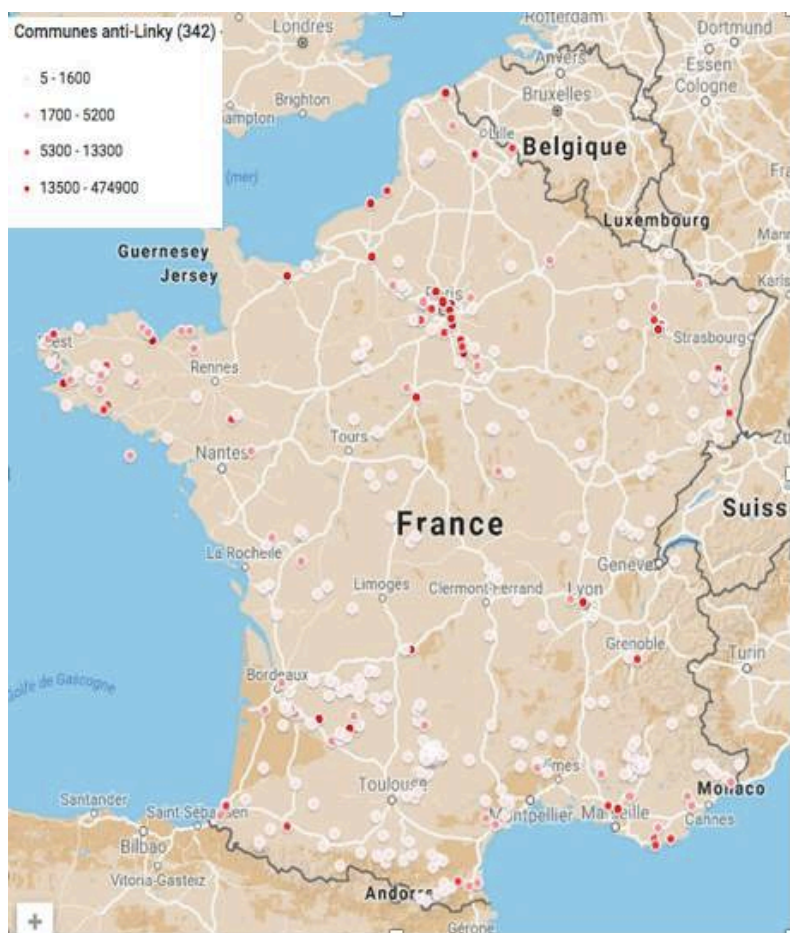 Communes anti-Linky (342)
5 - 1600
1700 - 5200
5300 - 13300
13500 - 474900
Rotterdam
Londres
Dortmund
Anvers
Essen
Brighton
Bruxelles
Cologne
Lille
Belgique
(mer)
Luxembourg
Guernesey
Jersey
Paris
Strasbourg
Rennes
Tours
Nantes
France
Suiss
La Rochelle
Genève
Limoges
Clermont-Ferrand
Lyon
Grenoble
Turin
Bordeaux
Golfe de Gascogne
Toulouse
Monaco
Santander
Saint Sébastien
Montpellier
Marseille
Cannes
Bilbao
Vitoria-Gasteiz
Andorre
Gérone
+